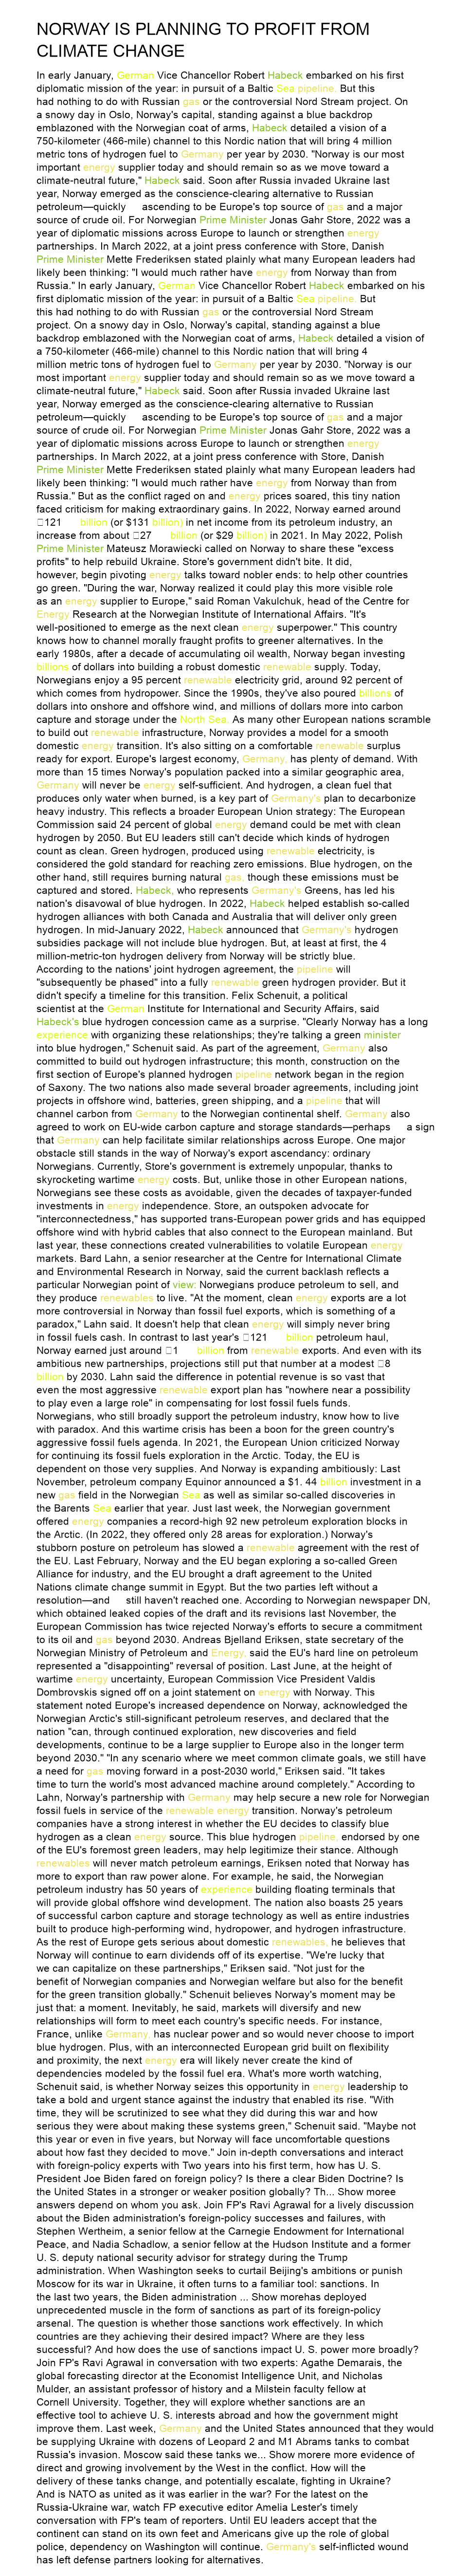 NORWAY IS PLANNING TO PROFIT FROM
CLIMATE CHANGE
In early January, German Vice Chancellor Robert Habeck embarked on his first
diplomatic mission of the year: in pursuit of a Baltic Sea pipeline. But this
had nothing to do with Russian gas or the controversial Nord Stream project. On
a snowy day in Oslo, Norway's capital, standing against a blue backdrop
emblazoned with the Norwegian coat of arms, Habeck detailed a vision of a
750-kilometer (466-mile) channel to this Nordic nation that will bring 4 million
metric tons of hydrogen fuel to Germany per year by 2030. "Norway is our most
important energy supplier today and should remain so as we move toward a
climate-neutral future," Habeck said. Soon after Russia invaded Ukraine last
year, Norway emerged as the conscience-clearing alternative to Russian
petroleum—quickly ascending to be Europe's top source of gas and a major
source of crude oil. For Norwegian Prime Minister Jonas Gahr Store, 2022 was a
year of diplomatic missions across Europe to launch or strengthen energy
partnerships. In March 2022, at a joint press conference with Store, Danish
Prime Minister Mette Frederiksen stated plainly what many European leaders had
likely been thinking: "I would much rather have energy from Norway than from
Russia." In early January, German Vice Chancellor Robert Habeck embarked on his
first diplomatic mission of the year: in pursuit of a Baltic Sea pipeline. But
this had nothing to do with Russian gas or the controversial Nord Stream
project. On a snowy day in Oslo, Norway's capital, standing against a blue
backdrop emblazoned with the Norwegian coat of arms, Habeck detailed a vision of
a 750-kilometer (466-mile) channel to this Nordic nation that will bring 4
million metric tons of hydrogen fuel to Germany per year by 2030. "Norway is our
most important energy supplier today and should remain so as we move toward a
climate-neutral future," Habeck said. Soon after Russia invaded Ukraine last
year, Norway emerged as the conscience-clearing alternative to Russian
petroleum—quickly ascending to be Europe's top source of gas and a major
source of crude oil. For Norwegian Prime Minister Jonas Gahr Store, 2022 was a
year of diplomatic missions across Europe to launch or strengthen energy
partnerships. In March 2022, at a joint press conference with Store, Danish
Prime Minister Mette Frederiksen stated plainly what many European leaders had
likely been thinking: "I would much rather have energy from Norway than from
Russia." But as the conflict raged on and energy prices soared, this tiny nation
faced criticism for making extraordinary gains. In 2022, Norway earned around
□121 billion (or $131 billion) in net income from its petroleum industry, an
increase from about □27 billion (or $29 billion) in 2021. In May 2022, Polish
Prime Minister Mateusz Morawiecki called on Norway to share these "excess
profits" to help rebuild Ukraine. Store's government didn't bite. It did,
however, begin pivoting energy talks toward nobler ends: to help other countries
go green. "During the war, Norway realized it could play this more visible role
as an energy supplier to Europe," said Roman Vakulchuk, head of the Centre for
Energy Research at the Norwegian Institute of International Affairs. "It's
well-positioned to emerge as the next clean energy superpower." This country
knows how to channel morally fraught profits to greener alternatives. In the
early 1980s, after a decade of accumulating oil wealth, Norway began investing
billions of dollars into building a robust domestic renewable supply. Today,
Norwegians enjoy a 95 percent renewable electricity grid, around 92 percent of
which comes from hydropower. Since the 1990s, they've also poured billions of
dollars into onshore and offshore wind, and millions of dollars more into carbon
capture and storage under the North Sea. As many other European nations scramble
to build out renewable infrastructure, Norway provides a model for a smooth
domestic energy transition. It's also sitting on a comfortable renewable surplus
ready for export. Europe's largest economy, Germany, has plenty of demand. With
more than 15 times Norway's population packed into a similar geographic area,
Germany will never be energy self-sufficient. And hydrogen, a clean fuel that
produces only water when burned, is a key part of Germany's plan to decarbonize
heavy industry. This reflects a broader European Union strategy: The European
Commission said 24 percent of global energy demand could be met with clean
hydrogen by 2050. But EU leaders still can't decide which kinds of hydrogen
count as clean. Green hydrogen, produced using renewable electricity, is
considered the gold standard for reaching zero emissions. Blue hydrogen, on the
other hand, still requires burning natural gas, though these emissions must be
captured and stored. Habeck, who represents Germany's Greens, has led his
nation's disavowal of blue hydrogen. In 2022, Habeck helped establish so-called
hydrogen alliances with both Canada and Australia that will deliver only green
hydrogen. In mid-January 2022, Habeck announced that Germany's hydrogen
subsidies package will not include blue hydrogen. But, at least at first, the 4
million-metric-ton hydrogen delivery from Norway will be strictly blue.
According to the nations' joint hydrogen agreement, the pipeline will
"subsequently be phased" into a fully renewable green hydrogen provider. But it
didn't specify a timeline for this transition. Felix Schenuit, a political
scientist at the German Institute for International and Security Affairs, said
Habeck's blue hydrogen concession came as a surprise. "Clearly Norway has a long
experience with organizing these relationships; they're talking a green minister
into blue hydrogen," Schenuit said. As part of the agreement, Germany also
committed to build out hydrogen infrastructure; this month, construction on the
first section of Europe's planned hydrogen pipeline network began in the region
of Saxony. The two nations also made several broader agreements, including joint
projects in offshore wind, batteries, green shipping, and a pipeline that will
channel carbon from Germany to the Norwegian continental shelf. Germany also
agreed to work on EU-wide carbon capture and storage standards—perhaps a sign
that Germany can help facilitate similar relationships across Europe. One major
obstacle still stands in the way of Norway's export ascendancy: ordinary
Norwegians. Currently, Store's government is extremely unpopular, thanks to
skyrocketing wartime energy costs. But, unlike those in other European nations,
Norwegians see these costs as avoidable, given the decades of taxpayer-funded
investments in energy independence. Store, an outspoken advocate for
"interconnectedness," has supported trans-European power grids and has equipped
offshore wind with hybrid cables that also connect to the European mainland. But
last year, these connections created vulnerabilities to volatile European energy
markets. Bard Lahn, a senior researcher at the Centre for International Climate
and Environmental Research in Norway, said the current backlash reflects a
particular Norwegian point of view: Norwegians produce petroleum to sell, and
they produce renewables to live. "At the moment, clean energy exports are a lot
more controversial in Norway than fossil fuel exports, which is something of a
paradox," Lahn said. It doesn't help that clean energy will simply never bring
in fossil fuels cash. In contrast to last year's □121 billion petroleum haul,
Norway earned just around □1 billion from renewable exports. And even with its
ambitious new partnerships, projections still put that number at a modest □8
billion by 2030. Lahn said the difference in potential revenue is so vast that
even the most aggressive renewable export plan has "nowhere near a possibility
to play even a large role" in compensating for lost fossil fuels funds.
Norwegians, who still broadly support the petroleum industry, know how to live
with paradox. And this wartime crisis has been a boon for the green country's
aggressive fossil fuels agenda. In 2021, the European Union criticized Norway
for continuing its fossil fuels exploration in the Arctic. Today, the EU is
dependent on those very supplies. And Norway is expanding ambitiously: Last
November, petroleum company Equinor announced a $1. 44 billion investment in a
new gas field in the Norwegian Sea as well as similar so-called discoveries in
the Barents Sea earlier that year. Just last week, the Norwegian government
offered energy companies a record-high 92 new petroleum exploration blocks in
the Arctic. (In 2022, they offered only 28 areas for exploration.) Norway's
stubborn posture on petroleum has slowed a renewable agreement with the rest of
the EU. Last February, Norway and the EU began exploring a so-called Green
Alliance for industry, and the EU brought a draft agreement to the United
Nations climate change summit in Egypt. But the two parties left without a
resolution—and still haven't reached one. According to Norwegian newspaper DN,
which obtained leaked copies of the draft and its revisions last November, the
European Commission has twice rejected Norway's efforts to secure a commitment
to its oil and gas beyond 2030. Andreas Bjelland Eriksen, state secretary of the
Norwegian Ministry of Petroleum and Energy, said the EU's hard line on petroleum
represented a "disappointing" reversal of position. Last June, at the height of
wartime energy uncertainty, European Commission Vice President Valdis
Dombrovskis signed off on a joint statement on energy with Norway. This
statement noted Europe's increased dependence on Norway, acknowledged the
Norwegian Arctic's still-significant petroleum reserves, and declared that the
nation "can, through continued exploration, new discoveries and field
developments, continue to be a large supplier to Europe also in the longer term
beyond 2030." "In any scenario where we meet common climate goals, we still have
a need for gas moving forward in a post-2030 world," Eriksen said. "It takes
time to turn the world's most advanced machine around completely." According to
Lahn, Norway's partnership with Germany may help secure a new role for Norwegian
fossil fuels in service of the renewable energy transition. Norway's petroleum
companies have a strong interest in whether the EU decides to classify blue
hydrogen as a clean energy source. This blue hydrogen pipeline, endorsed by one
of the EU's foremost green leaders, may help legitimize their stance. Although
renewables will never match petroleum earnings, Eriksen noted that Norway has
more to export than raw power alone. For example, he said, the Norwegian
petroleum industry has 50 years of experience building floating terminals that
will provide global offshore wind development. The nation also boasts 25 years
of successful carbon capture and storage technology as well as entire industries
built to produce high-performing wind, hydropower, and hydrogen infrastructure.
As the rest of Europe gets serious about domestic renewables, he believes that
Norway will continue to earn dividends off of its expertise. "We're lucky that
we can capitalize on these partnerships," Eriksen said. "Not just for the
benefit of Norwegian companies and Norwegian welfare but also for the benefit
for the green transition globally." Schenuit believes Norway's moment may be
just that: a moment. Inevitably, he said, markets will diversify and new
relationships will form to meet each country's specific needs. For instance,
France, unlike Germany, has nuclear power and so would never choose to import
blue hydrogen. Plus, with an interconnected European grid built on flexibility
and proximity, the next energy era will likely never create the kind of
dependencies modeled by the fossil fuel era. What's more worth watching,
Schenuit said, is whether Norway seizes this opportunity in energy leadership to
take a bold and urgent stance against the industry that enabled its rise. "With
time, they will be scrutinized to see what they did during this war and how
serious they were about making these systems green," Schenuit said. "Maybe not
this year or even in five years, but Norway will face uncomfortable questions
about how fast they decided to move." Join in-depth conversations and interact
with foreign-policy experts with Two years into his first term, how has U. S.
President Joe Biden fared on foreign policy? Is there a clear Biden Doctrine? Is
the United States in a stronger or weaker position globally? Th... Show moree
answers depend on whom you ask. Join FP's Ravi Agrawal for a lively discussion
about the Biden administration's foreign-policy successes and failures, with
Stephen Wertheim, a senior fellow at the Carnegie Endowment for International
Peace, and Nadia Schadlow, a senior fellow at the Hudson Institute and a former
U. S. deputy national security advisor for strategy during the Trump
administration. When Washington seeks to curtail Beijing's ambitions or punish
Moscow for its war in Ukraine, it often turns to a familiar tool: sanctions. In
the last two years, the Biden administration ... Show morehas deployed
unprecedented muscle in the form of sanctions as part of its foreign-policy
arsenal. The question is whether those sanctions work effectively. In which
countries are they achieving their desired impact? Where are they less
successful? And how does the use of sanctions impact U. S. power more broadly?
Join FP's Ravi Agrawal in conversation with two experts: Agathe Demarais, the
global forecasting director at the Economist Intelligence Unit, and Nicholas
Mulder, an assistant professor of history and a Milstein faculty fellow at
Cornell University. Together, they will explore whether sanctions are an
effective tool to achieve U. S. interests abroad and how the government might
improve them. Last week, Germany and the United States announced that they would
be supplying Ukraine with dozens of Leopard 2 and M1 Abrams tanks to combat
Russia's invasion. Moscow said these tanks we... Show morere more evidence of
direct and growing involvement by the West in the conflict. How will the
delivery of these tanks change, and potentially escalate, fighting in Ukraine?
And is NATO as united as it was earlier in the war? For the latest on the
Russia-Ukraine war, watch FP executive editor Amelia Lester's timely
conversation with FP's team of reporters. Until EU leaders accept that the
continent can stand on its own feet and Americans give up the role of global
police, dependency on Washington will continue. Germany's self-inflicted wound
has left defense partners looking for alternatives.